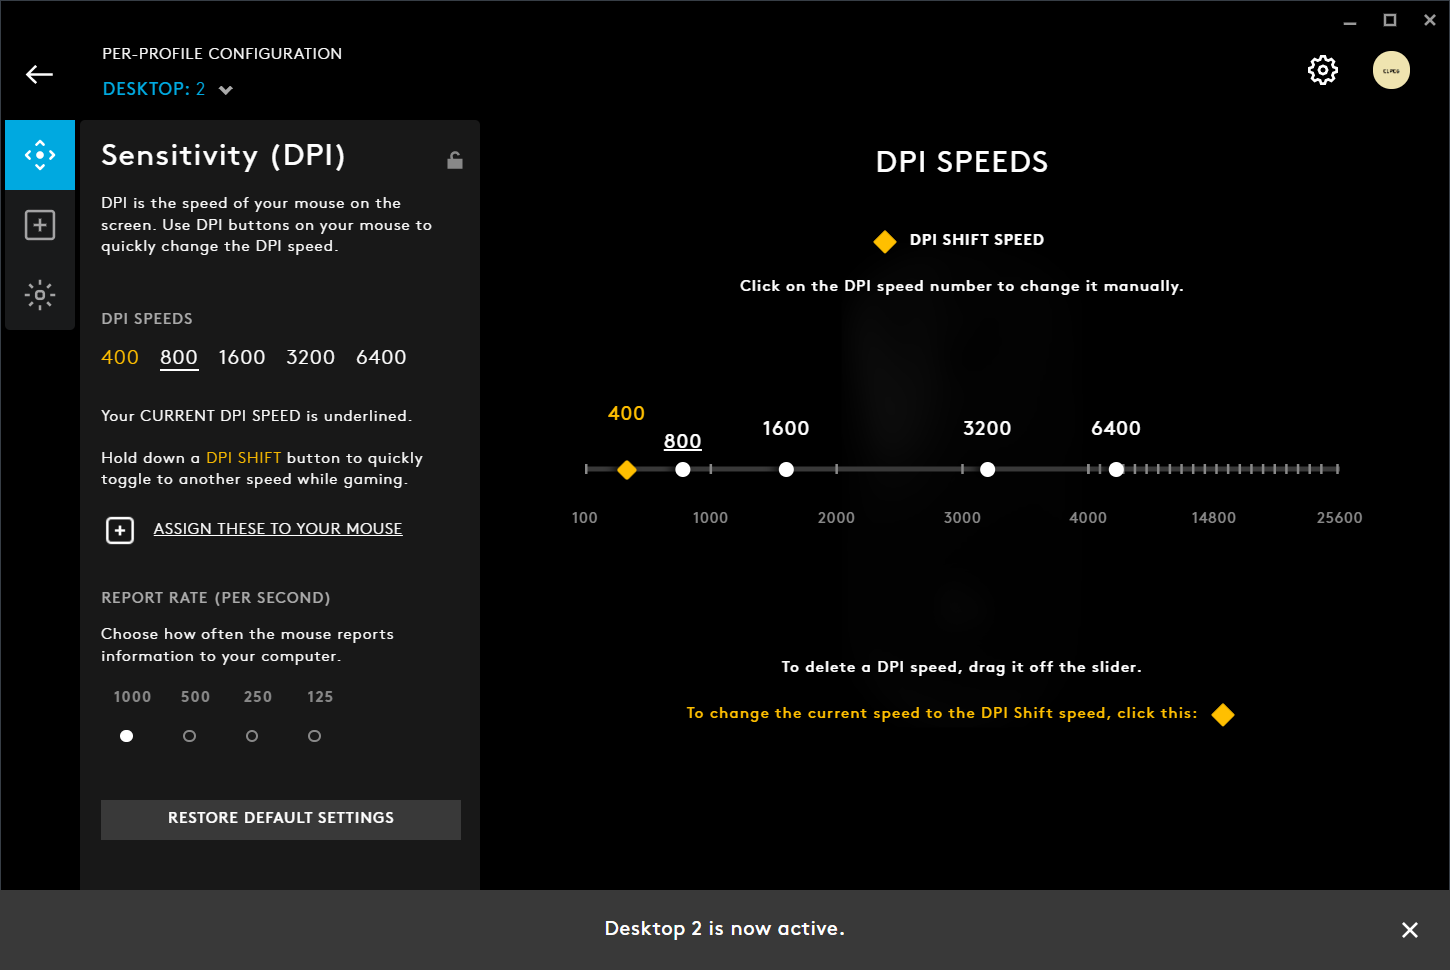 PER-PROFILE CONFIGURATION
DESKTOP: 2
Sensitivity (DPI)
DPI is the speed of your mouse on the
screen. Use DPI buttons on your mouse to
quickly change the DPI speed.
DPI SPEEDS
400 800 1600 3200 6400
Your CURRENT DPI SPEED is underlined.
Hold down a DPI SHIFT button to quickly
toggle to another speed while gaming.
ASSIGN THESE TO YOUR MOUSE
REPORT RATE (PER SECOND)
Choose how often the mouse reports
information to your computer.
1000 500 250 125
RESTORE DEFAULT SETTINGS
DPI SPEEDS
DPI SHIFT SPEED
Click on the DPI speed number to change it manually.
400 800 1600 3200 6400
100 1000 2000 3000 4000 14800 25600
To delete a DPI speed, drag it off the slider.
To change the current speed to the DPI Shift speed, click this:
Desktop 2 is now active.